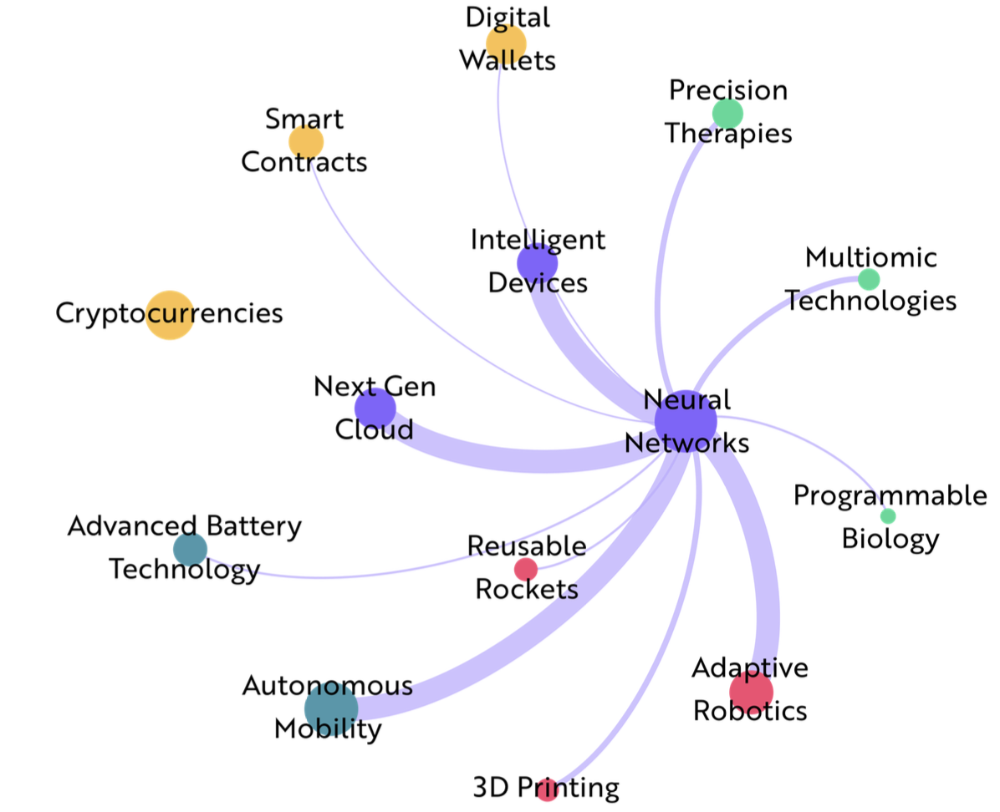 Digital
Wallets
Precision
Therapies
Smart
Contracts
Intelligent
Devices
Multiomic
Technologies
Cryptocurrencies
Next Gen
Cloud
Neural
Networks
Programmable
Biology
Advanced Battery
Technology
Reusable
Rockets
Adaptive
Robotics
Autonomous
Mobility
3D Printing